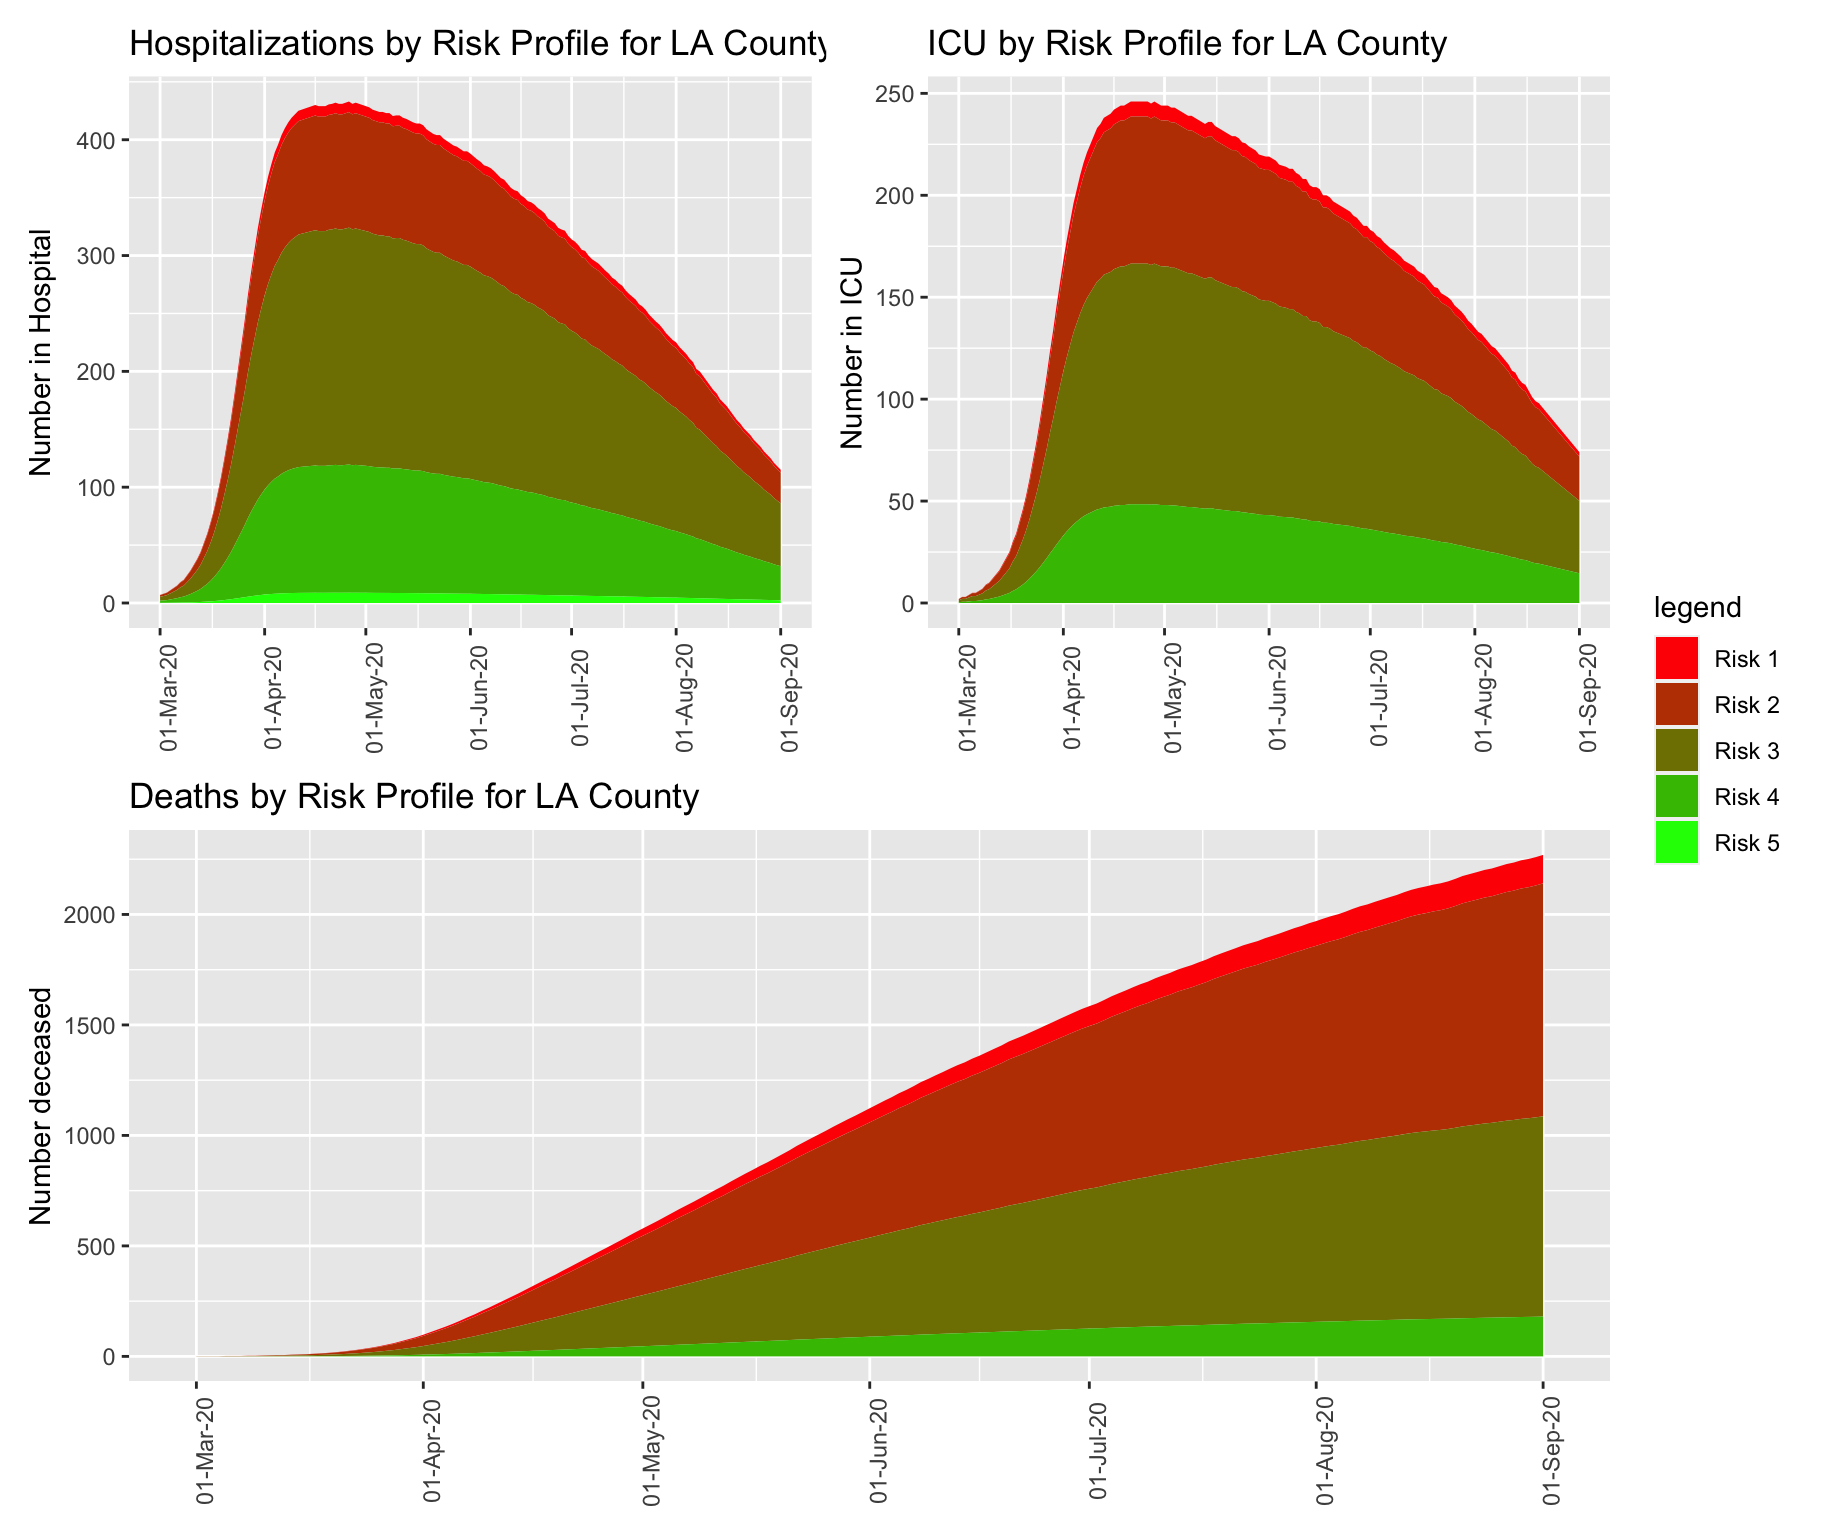 Hospitalizations by Risk Profile for LA County
Number in Hospital
400
300
200
100
0
01-Mar-20
01-Apr-20
01-May-20
01-Jun-20
01-Jul-20
01-Aug-20
01-Sep-20
ICU by Risk Profile for LA County
Number in ICU
250
200
150
100
50
0
01-Mar-20
01-Apr-20
01-May-20
01-Jun-20
01-Jul-20
01-Aug-20
01-Sep-20
legend
Risk 1
Risk 2
Risk 3
Risk 4
Risk 5
Deaths by Risk Profile for LA County
Number deceased
2000
1500
1000
500
0
01-Mar-20
01-Apr-20
01-May-20
01-Jun-20
01-Jul-20
01-Aug-20
01-Sep-20